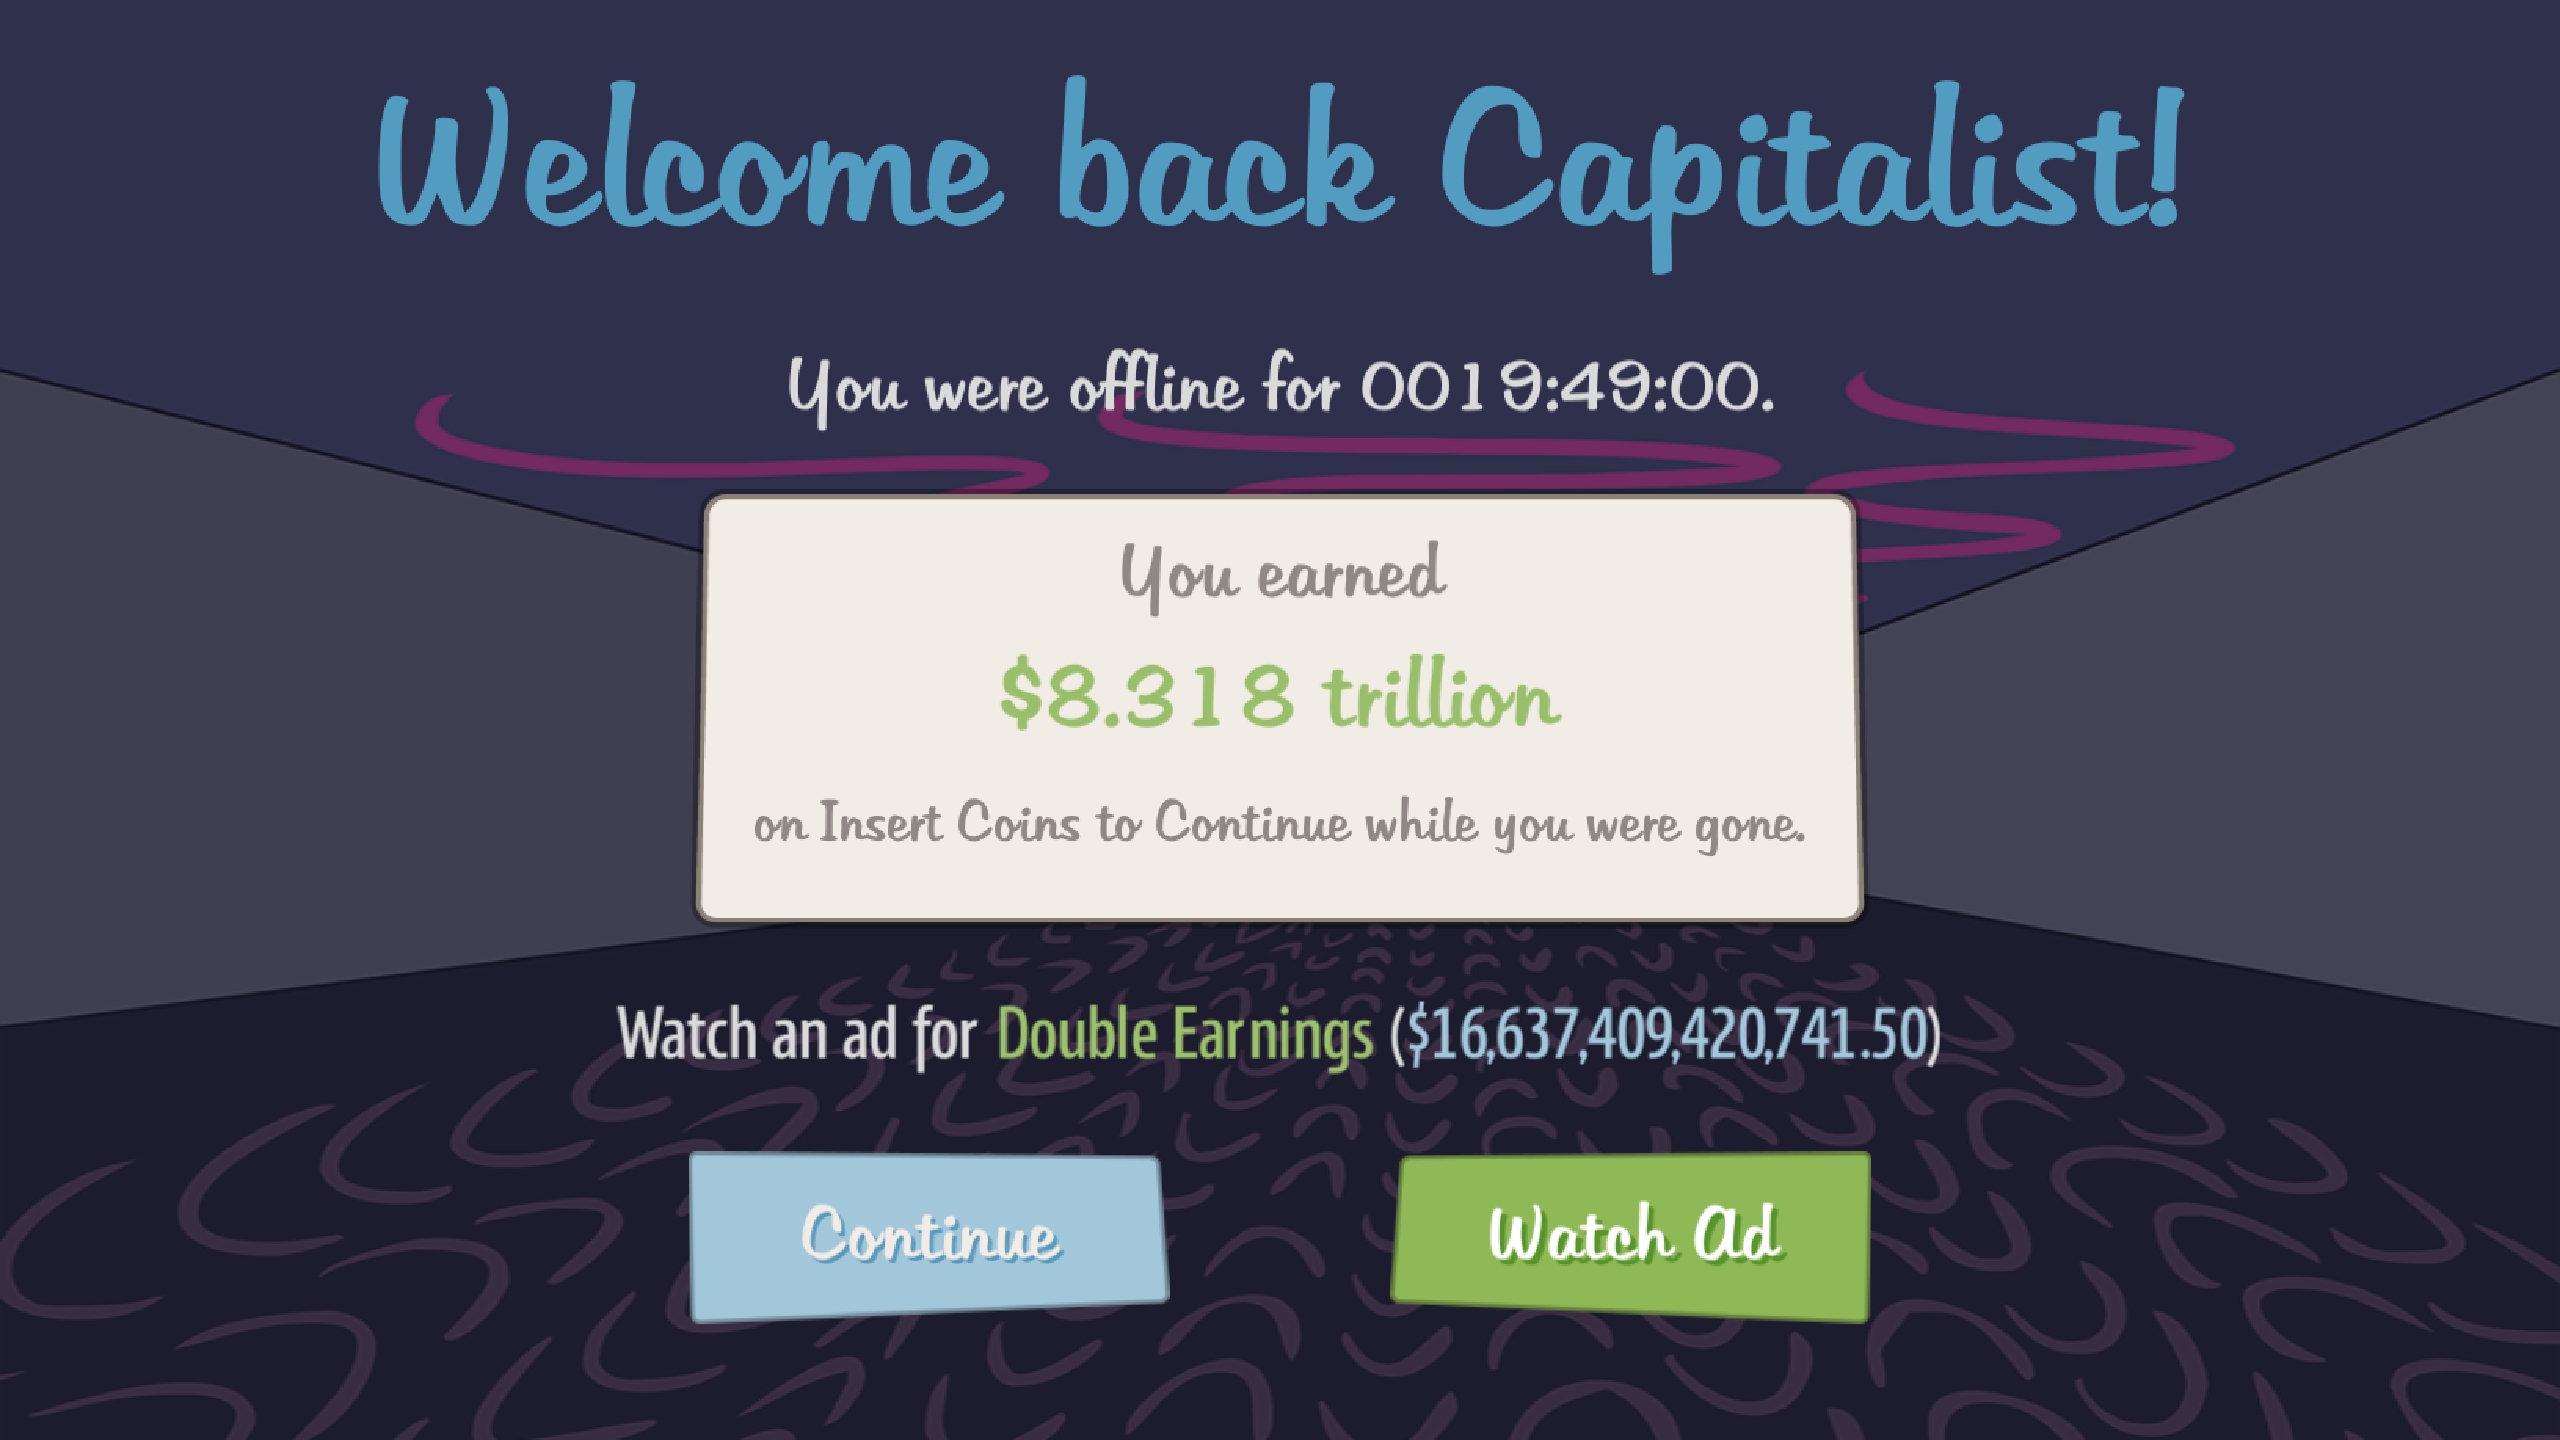 Welcome back Capitalist!
You were offline for 0019:49:00.
You earned
$8.318 trillion
on Insert Coins to Continue while you were gone.
Watch an ad for Double Earnings ($16,637,409,420,741.50)
Continue
Watch Ad